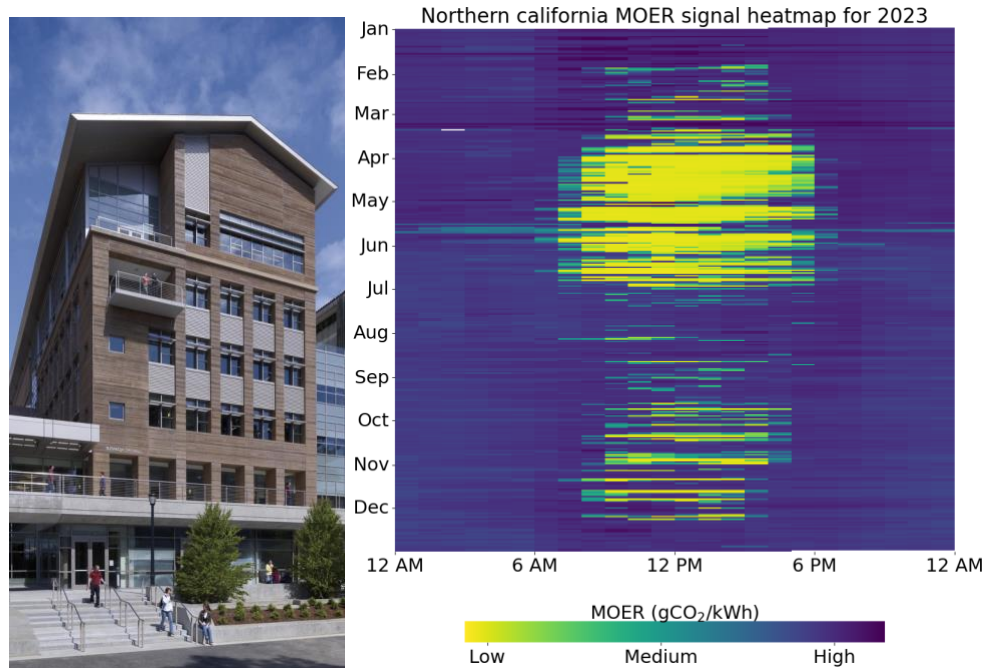 Northern california MOER signal heatmap for 2023
Jan
Feb
Mar
Apr
May
Jun
Jul
Aug
Sep
Oct
Nov
Dec
12 AM
6 AM
12 PM
6 PM
12 AM
MOER (gCO₂/kWh)
Low
Medium
High